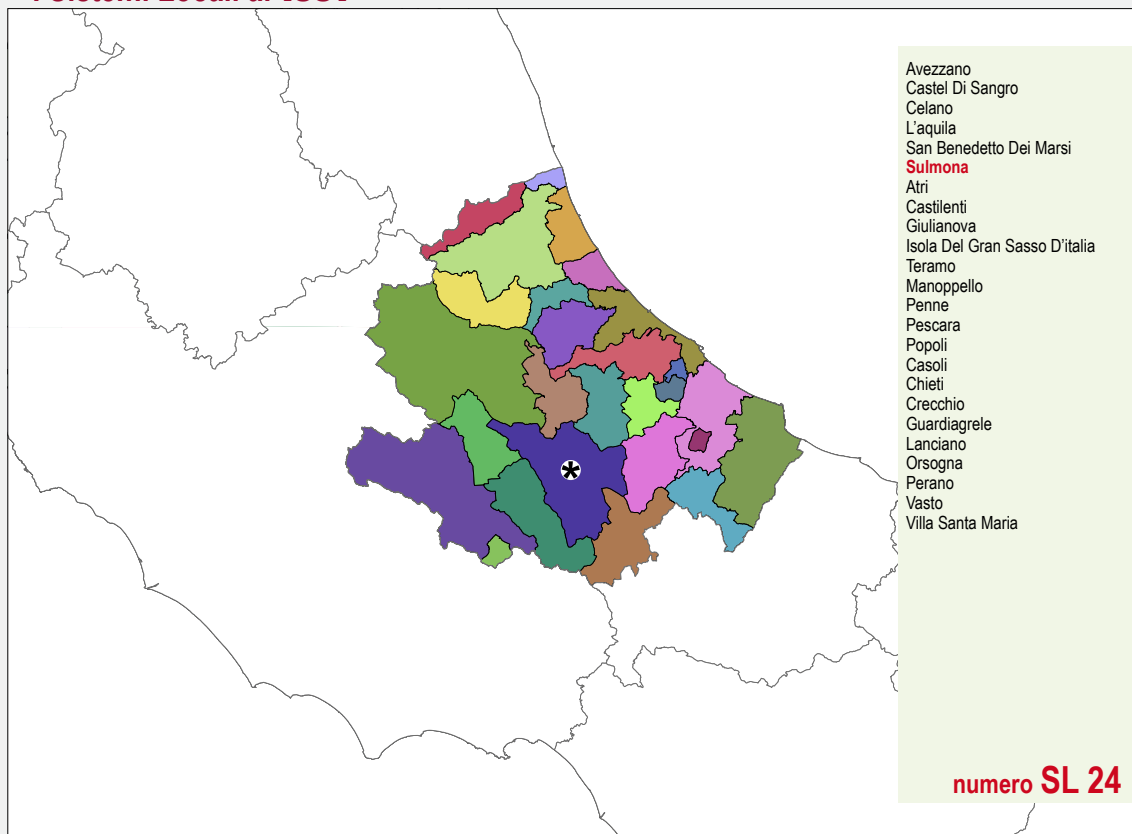 Avezzano
Castel Di Sangro
Celano
L'aquila
San Benedetto Dei Marsi
Sulmona
Atri
Castilenti
Giulianova
Isola Del Gran Sasso D'italia
Teramo
Manoppello
Penne
Pescara
Popoli
Casoli
Chieti
Crecchio
Guardiagrele
Lanciano
Orsogna
Perano
Vasto
Villa Santa Maria
numero SL 24